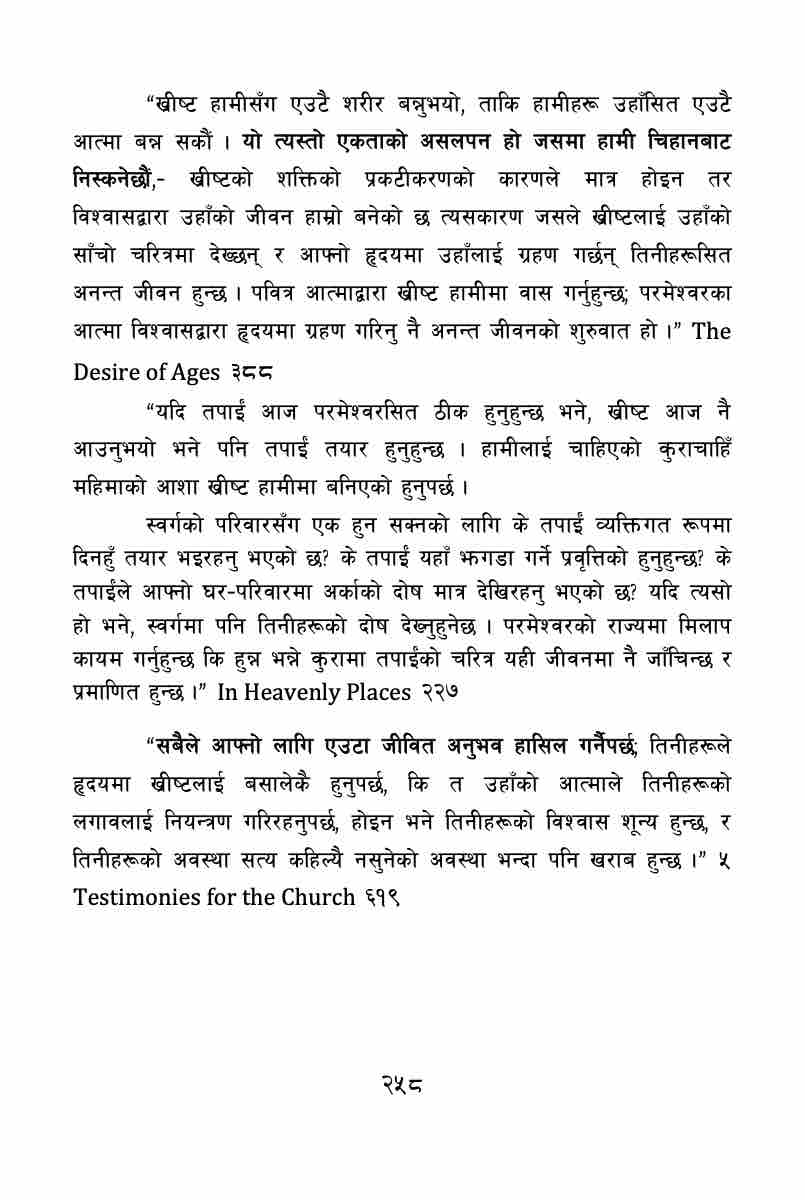 “ख्रीष्ट हामीसँग एउटै शरीर बन्नुभयो, ताकि हामीहरू उहाँसित एउटै
आत्मा बन्न सकौं । यो त्यस्तो एकताको असलपन हो जसमा हामी चिहानबाट
निस्कनेछौं,- ख्रीष्टको शक्तिको प्रकटीकरणको कारणले मात्र होइन तर
विश्वासद्वारा उहाँको जीवन हाम्रो बनेको छ त्यसकारण जसले ख्रीष्टलाई उहाँको
साँचो चरित्रमा देख्छन् र आफ्नो हृदयमा उहाँलाई ग्रहण गर्छन् तिनीहरूसित
अनन्त जीवन हुन्छ । पवित्र आत्माद्वारा ख्रीष्ट हामीमा वास गर्नुहुन्छ; परमेश्वरका
आत्मा विश्वासद्वारा हृदयमा ग्रहण गरिनु नै अनन्त जीवनको शुरुवात हो ।” The
Desire of Ages ३८८
“यदि तपाईं आज परमेश्वरसित ठीक हुनुहुन्छ भने, ख्रीष्ट आज नै
आउनुभयो भने पनि तपाईं तयार हुनुहुन्छ । हामीलाई चाहिएको कुराचाहिँ
महिमाको आशा ख्रीष्ट हामीमा बनिएको हुनुपर्छ ।
स्वर्गको परिवारसँग एक हुन सक्नको लागि के तपाईं व्यक्तिगत रूपमा
दिनहुँ तयार भइरहनु भएको छ? के तपाईं यहाँ झगडा गर्ने प्रवृत्तिको हुनुहुन्छ? के
तपाईंले आफ्नो घर-परिवारमा अर्काको दोष मात्र देखिरहनु भएको छ? यदि त्यसो
हो भने, स्वर्गमा पनि तिनीहरूको दोष देख्नुहुनेछ । परमेश्वरको राज्यमा मिलाप
कायम गर्नुहुन्छ कि हुन्न भन्ने कुरामा तपाईंको चरित्र यही जीवनमा नै जाँचिन्छ र
प्रमाणित हुन्छ ।” In Heavenly Places २२७
“सबैले आफ्नो लागि एउटा जीवित अनुभव हासिल गर्नैपर्छ; तिनीहरूले
हृदयमा ख्रीष्टलाई बसालेकै हुनुपर्छ, कि त उहाँको आत्माले तिनीहरूको
लगावलाई नियन्त्रण गरिरहनुपर्छ, होइन भने तिनीहरूको विश्वास शून्य हुन्छ, र
तिनीहरूको अवस्था सत्य कहिल्यै नसुनेको अवस्था भन्दा पनि खराब हुन्छ ।” ५
Testimonies for the Church ६१९
२५८